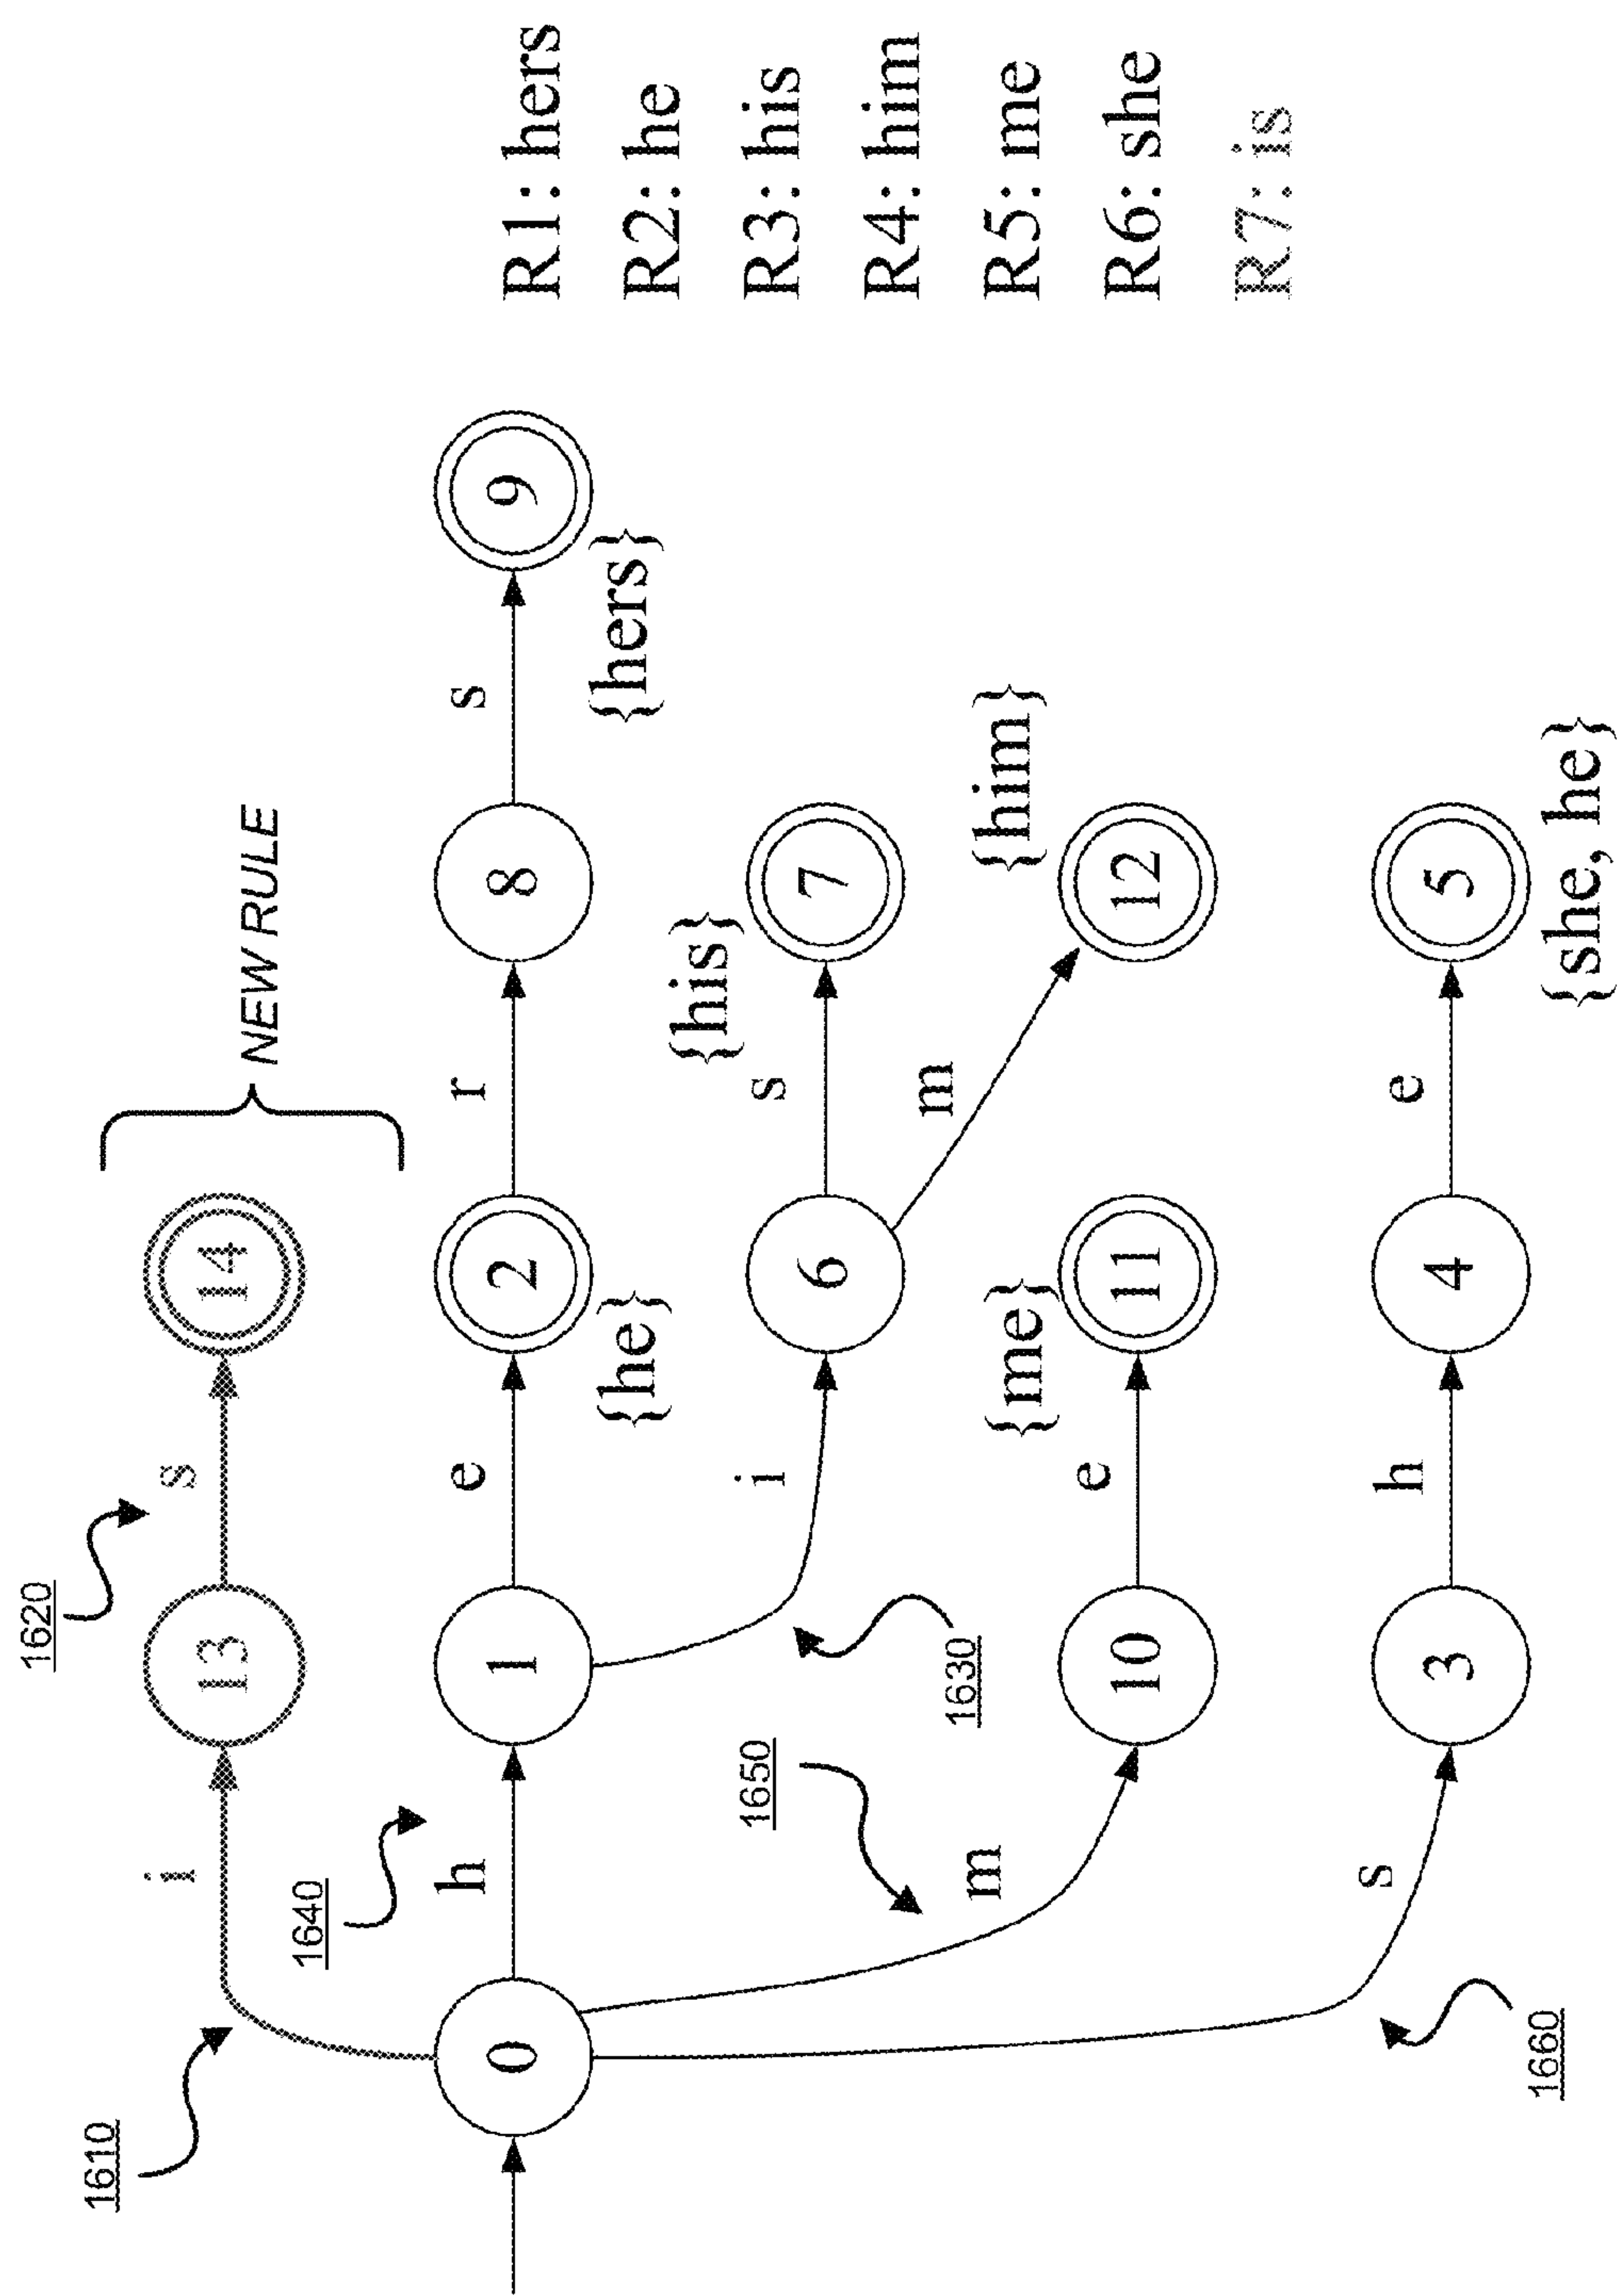 1610
1620
NEW RULE
i
13
s
14
1640
0
h
1
e
2
r
8
s
9
{he}
{hers}
1630
i
6
s
7
{his}
1650
m
10
e
11
{me}
m
12
{him}
1660
s
3
h
4
e
5
{she, he}
R1: hers
R2: he
R3: his
R4: him
R5: me
R6: she
R7: is